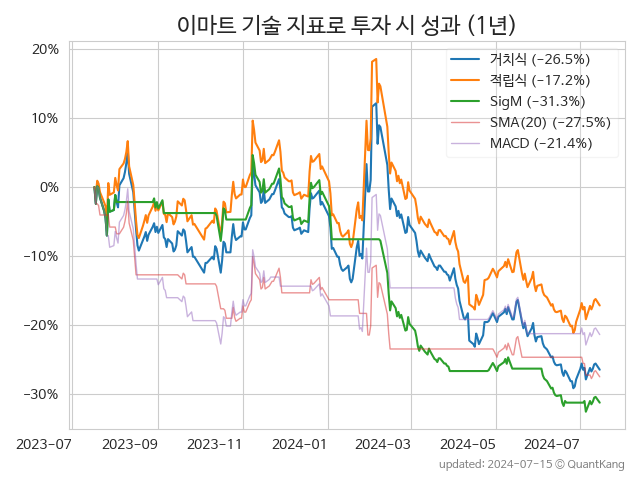 이마트 기술 지표로 투자 시 성과 (1년)
거치식 (−26.5%)
적립식 (−17.2%)
SigM (−31.3%)
SMA(20) (−27.5%)
MACD (−21.4%)
20%
10%
0%
−10%
−20%
−30%
2023-07 2023-09 2023-11 2024-01 2024-03 2024-05 2024-07
updated: 2024-07-15 © QuantKang